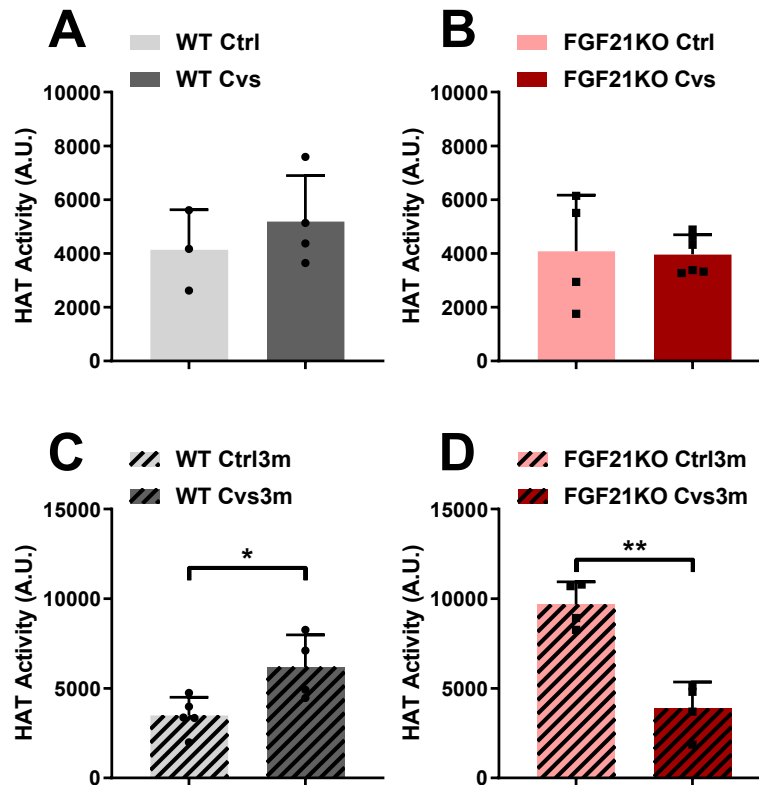 A
WT Ctrl
WT Cvs
HAT Activity (A.U.)
10000
8000
6000
4000
2000
0
B
FGF21KO Ctrl
FGF21KO Cvs
HAT Activity (A.U.)
10000
8000
6000
4000
2000
0
C
WT Ctrl3m
WT Cvs3m
HAT Activity (A.U.)
15000
10000
5000
0
*
D
FGF21KO Ctrl3m
FGF21KO Cvs3m
HAT Activity (A.U.)
15000
10000
5000
0
**